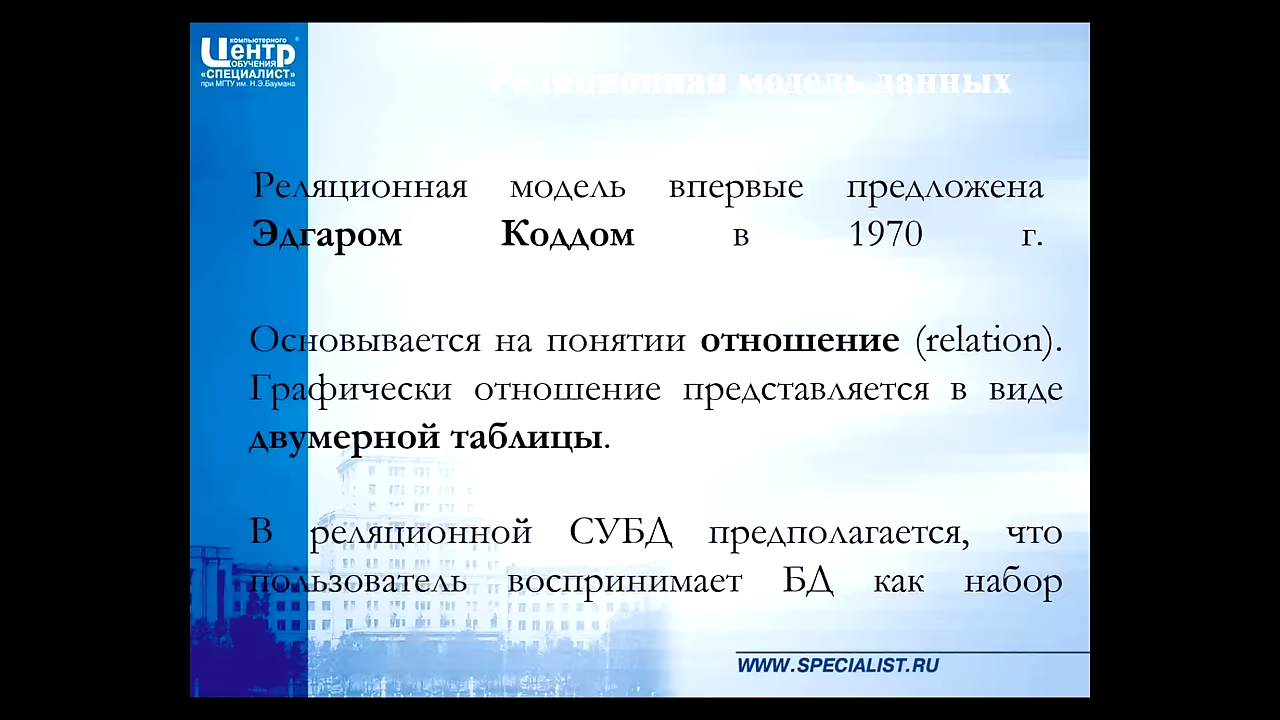 компьютерного
Центр®
ОБУЧЕНИЯ
«СПЕЦИАЛИСТ»
при МГТУ им. Н.Э.Баумана
Реляционная модель данных
Реляционная модель впервые предложена
Эдгаром Коддом в 1970 г.
Основывается на понятии отношение (relation).
Графически отношение представляется в виде
двумерной таблицы.
В реляционной СУБД предполагается, что
пользователь воспринимает БД как набор
WWW.SPECIALIST.RU